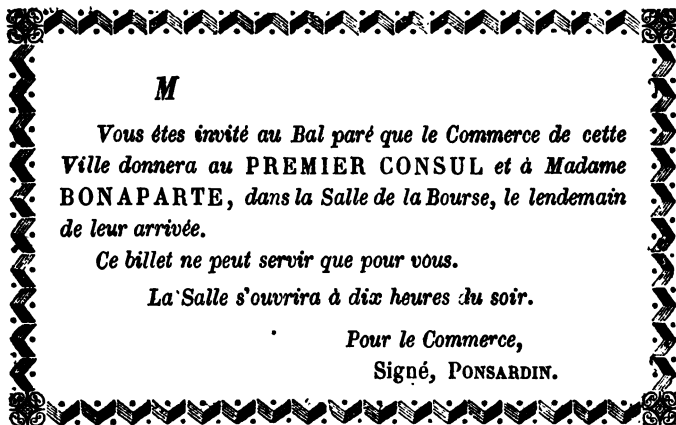 M
Vous êtes invité au Bal paré que le Commerce de cette
Ville donnera au PREMIER CONSUL et à Madame
BONAPARTE, dans la Salle de la Bourse, le lendemain
de leur arrivée.
Ce billet ne peut servir que pour vous.
La Salle s'ouvrira à dix heures du soir.
Pour le Commerce,
Signé, PONSARDIN.